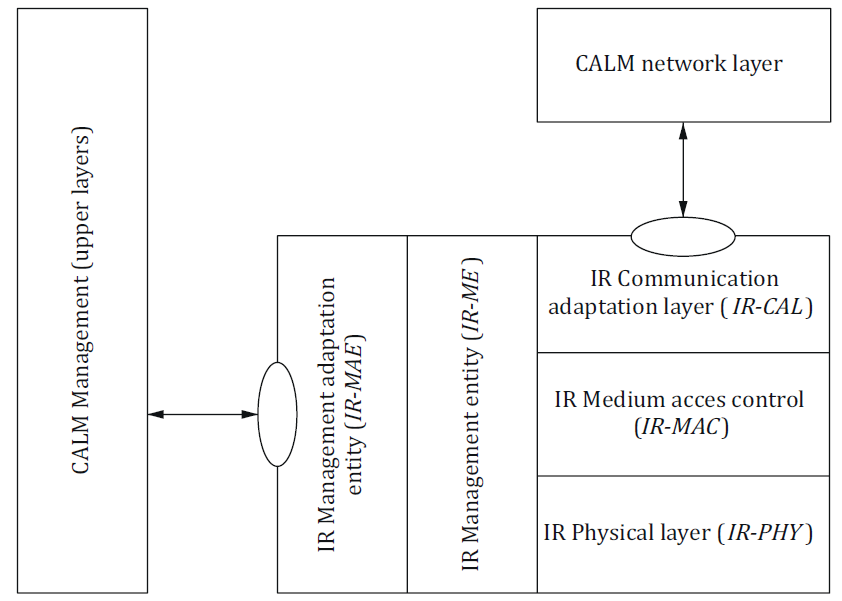 CALM Management (upper layers)
CALM network layer
IR Management adaptation
entity (IR-MAE)
IR Management entity (IR-ME)
IR Communication
adaptation layer (IR-CAL)
IR Medium acces control
(IR-MAC)
IR Physical layer (IR-PHY)